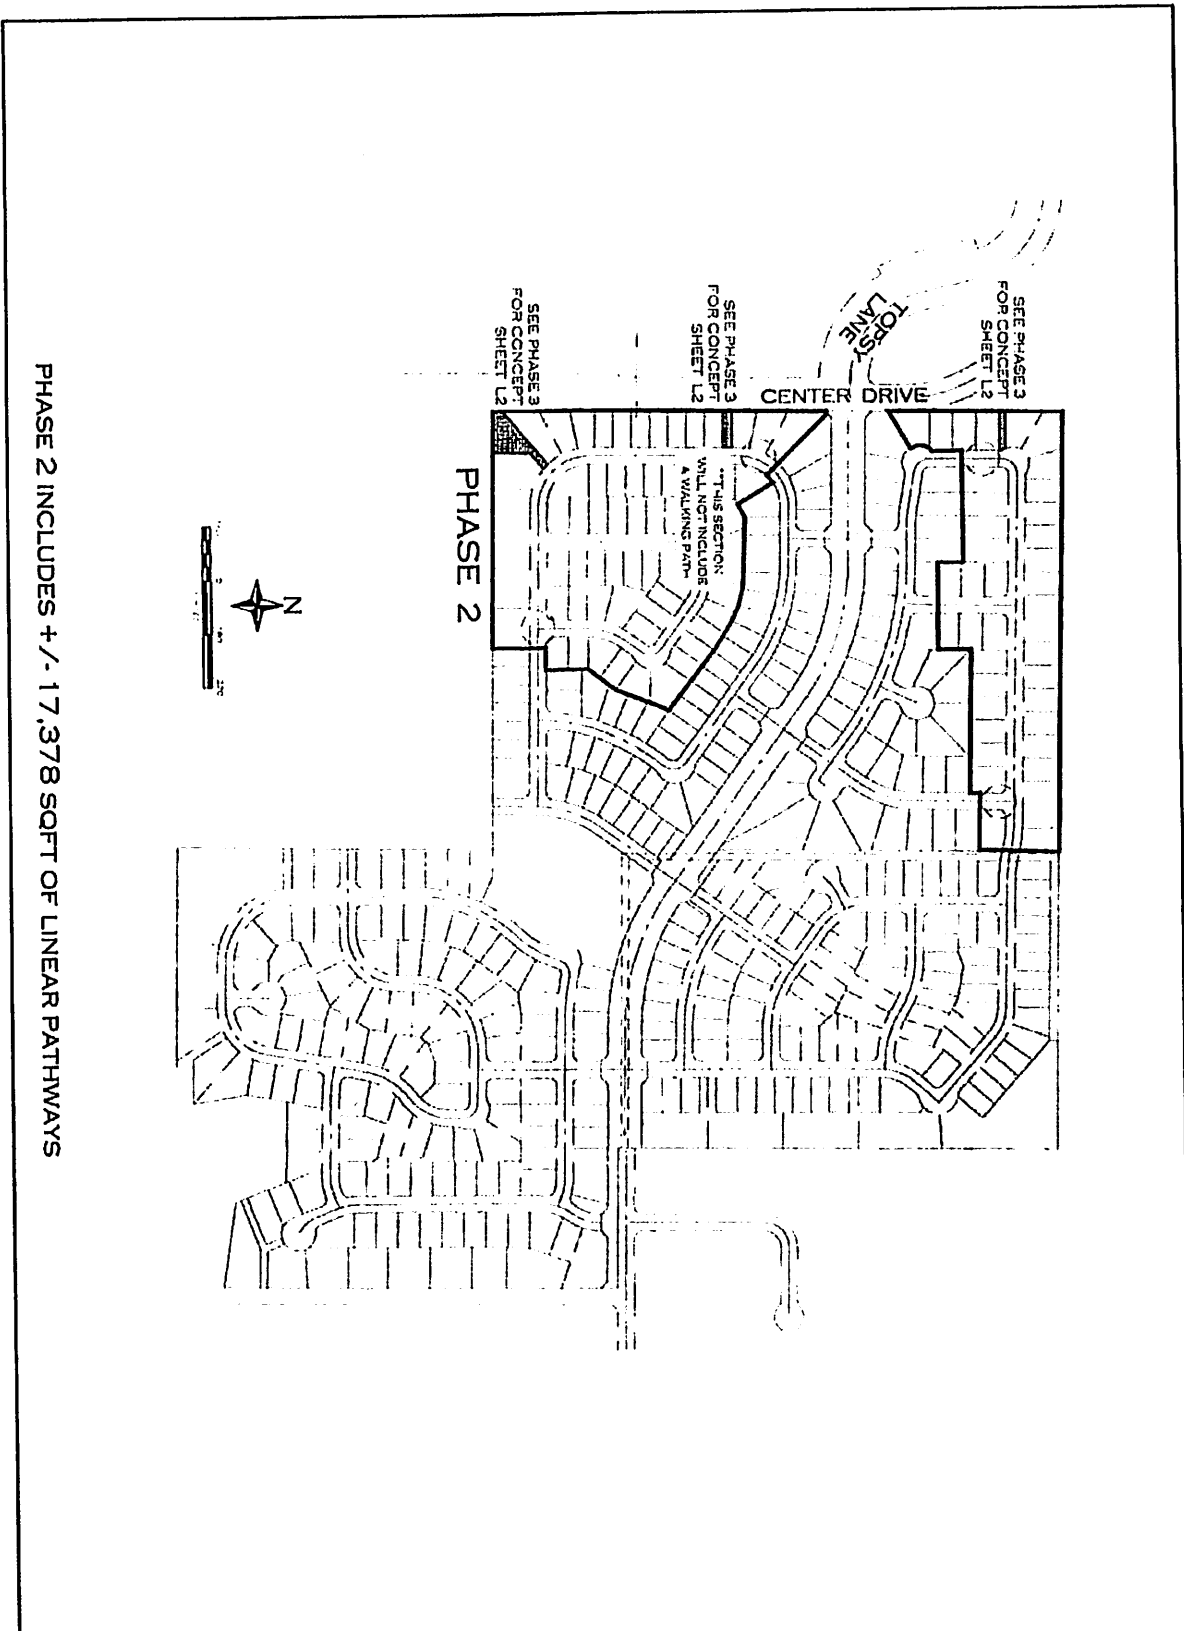 SEE PHASE 3
FOR CONCEPT
SHEET L2
SEE PHASE 3
FOR CONCEPT
SHEET L2
SEE PHASE 3
FOR CONCEPT
SHEET L2
TOPSY
LANE
CENTER DRIVE
**THIS SECTION
WILL NOT INCLUDE
A WALKING PATH
PHASE 2
N
PHASE 2 INCLUDES +/- 17,378 SQFT OF LINEAR PATHWAYS